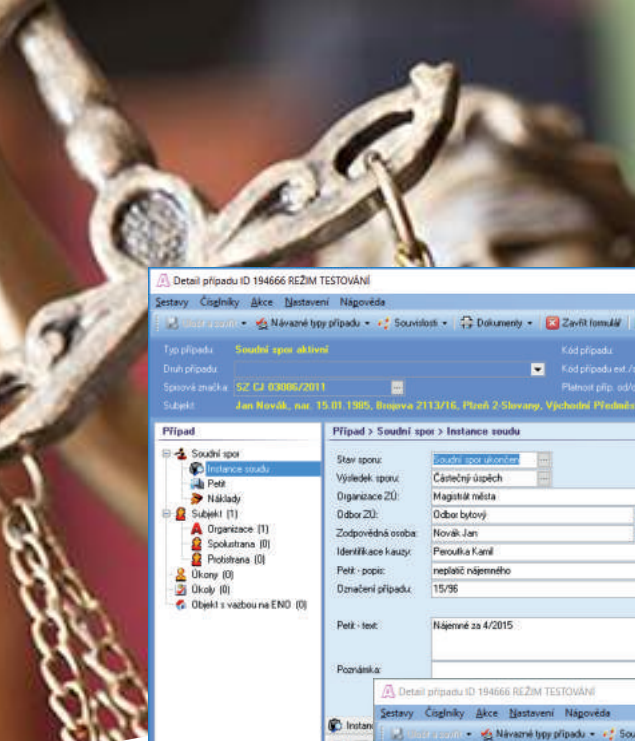 Detail případu ID 194666 REŽIM TESTOVÁNÍ
Sestavy Číselníky Akce Nastavení Nápověda
Návazné typy případu Souvislosti Dokumenty Zavřít formulář
Typ případu: Soudní spor aktivní Kód případu:
Druh případu: Kód případu ext./
Spisová značka: SZ CJ 03086/2011 Platnost příp. od/
Subjekt: Jan Novák, nar. 15.01.1985, Brojova 2113/16, Plzeň 2-Slovany, Východní Předměs
Případ
Soudní spor
Instance soudu
Petit
Náklady
Subjekt (1)
Organizace (1)
Spolustrana (0)
Protistrana (0)
Úkony (0)
Úkoly (0)
Objekt s vazbou na ENO (0)
Případ > Soudní spor > Instance soudu
Stav sporu: Soudní spor ukončen
Výsledek sporu: Částečný úspěch
Organizace ZÚ: Magistrát města
Odbor ZÚ: Odbor bytový
Zodpovědná osoba: Novák Jan
Identifikace kauzy: Peroutka Kamil
Petit - popis: neplatič nájemného
Označení případu: 15/96
Petit - text: Nájemné za 4/2015
Poznámka:
Instan
Detail případu ID 194666 REŽIM TESTOVÁNÍ
Sestavy Číselníky Akce Nastavení Nápověda
Návazné typy případu Sou